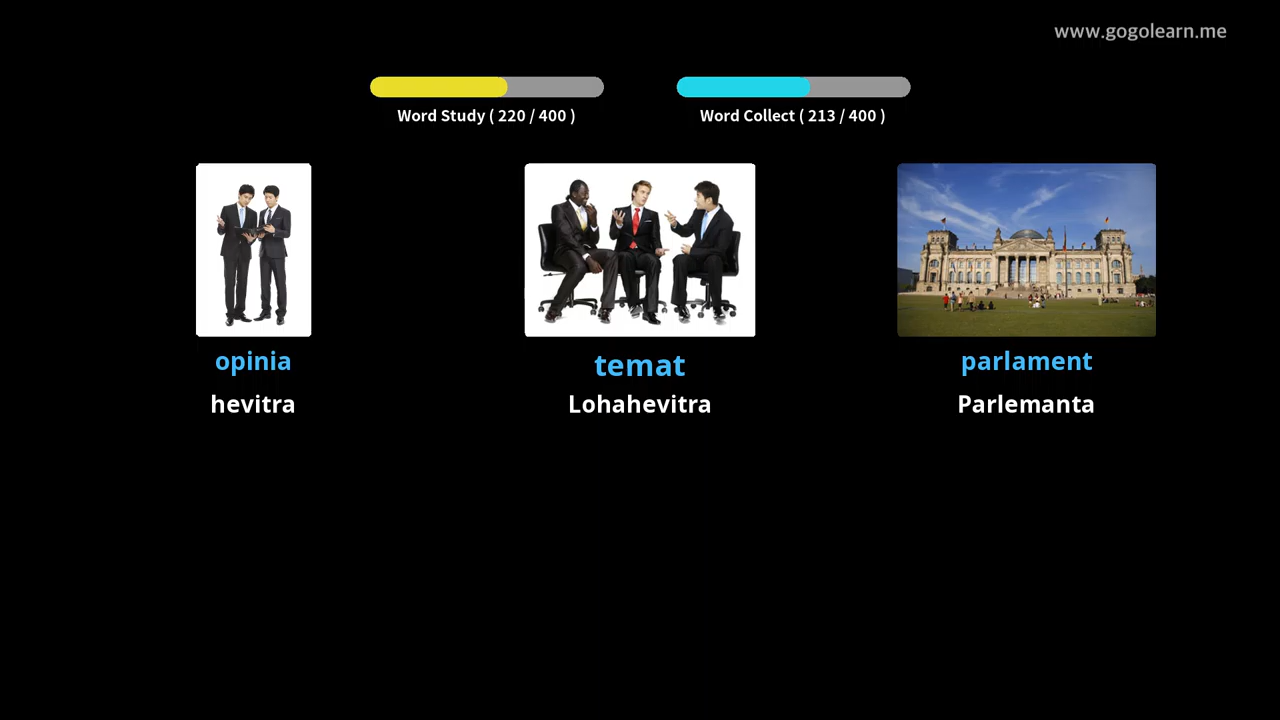 www.gogolearn.me
Word Study ( 220 / 400 )
Word Collect ( 213 / 400 )
opinia
temat
parlament
hevitra
Lohahevitra
Parlemanta